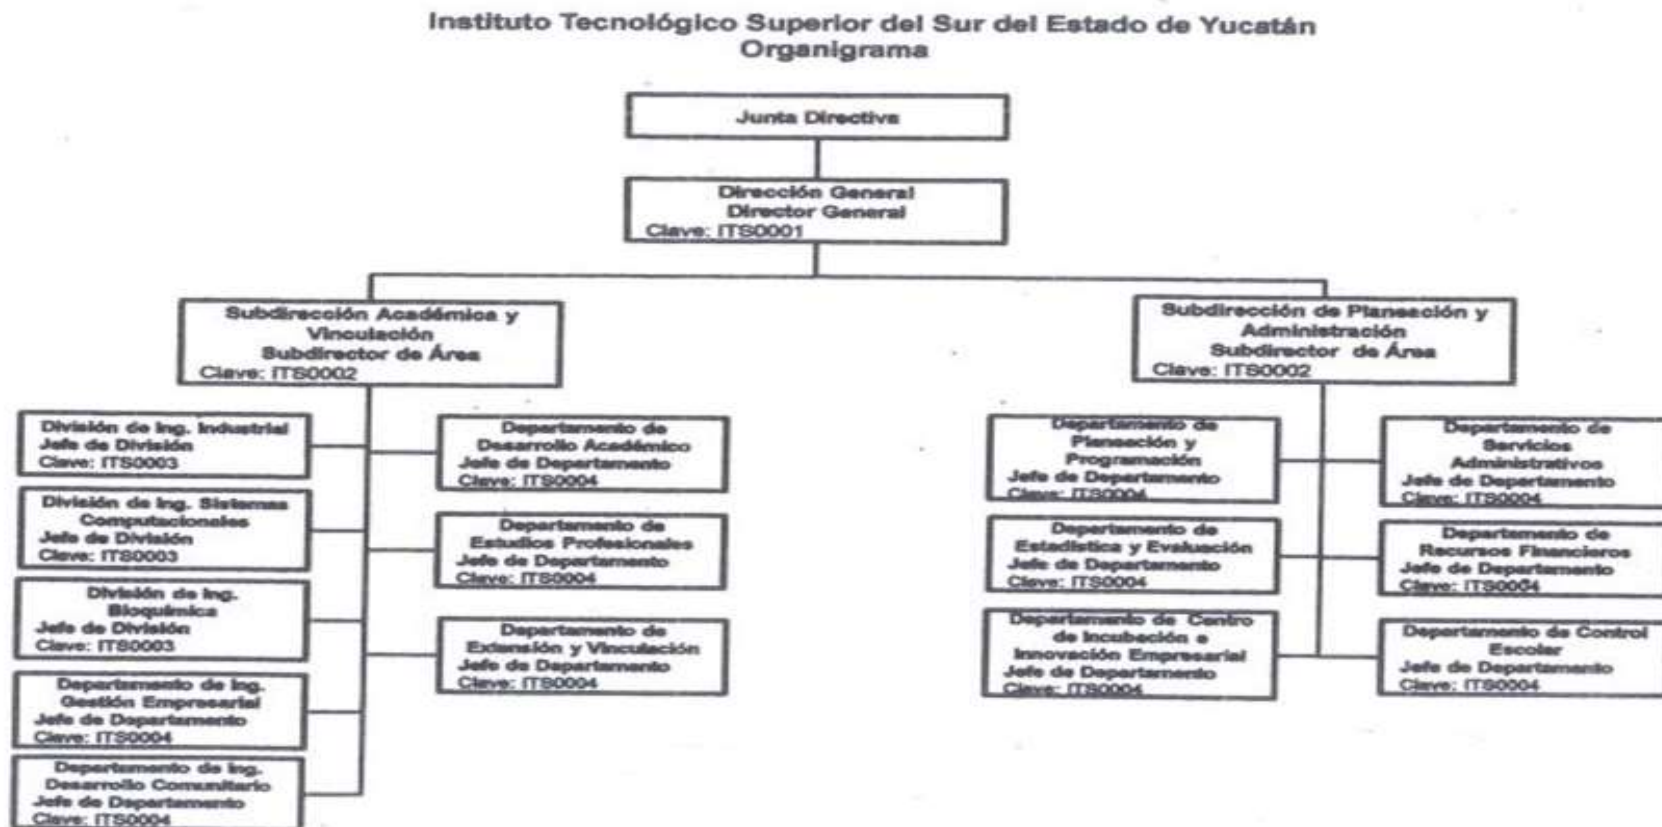 Instituto Tecnológico Superior del Sur del Estado de Yucatán
Organigrama
Junta Directiva
Dirección General
Director General
Clave: ITS0001
Subdirección Académica y
Vinculación
Subdirector de Área
Clave: ITS0002
Subdirección de Planeación y
Administración
Subdirector de Área
Clave: ITS0002
División de Ing. Industrial
Jefe de División
Clave: ITS0003
División de Ing. Sistemas
Computacionales
Jefe de División
Clave: ITS0003
División de Ing.
Bioquímica
Jefe de División
Clave: ITS0003
Departamento de Ing.
Gestión Empresarial
Jefe de Departamento
Clave: ITS0004
Departamento de Ing.
Desarrollo Comunitario
Jefe de Departamento
Clave: ITS0004
Departamento de
Desarrollo Académico
Jefe de Departamento
Clave: ITS0004
Departamento de
Estudios Profesionales
Jefe de Departamento
Clave: ITS0004
Departamento de
Extensión y Vinculación
Jefe de Departamento
Clave: ITS0004
Departamento de
Planeación y
Programación
Jefe de Departamento
Clave: ITS0004
Departamento de
Estadística y Evaluación
Jefe de Departamento
Clave: ITS0004
Departamento de Centro
de Incubación e
Innovación Empresarial
Jefe de Departamento
Clave: ITS0004
Departamento de
Servicios
Administrativos
Jefe de Departamento
Clave: ITS0004
Departamento de
Recursos Financieros
Jefe de Departamento
Clave: ITS0004
Departamento de Control
Escolar
Jefe de Departamento
Clave: ITS0004